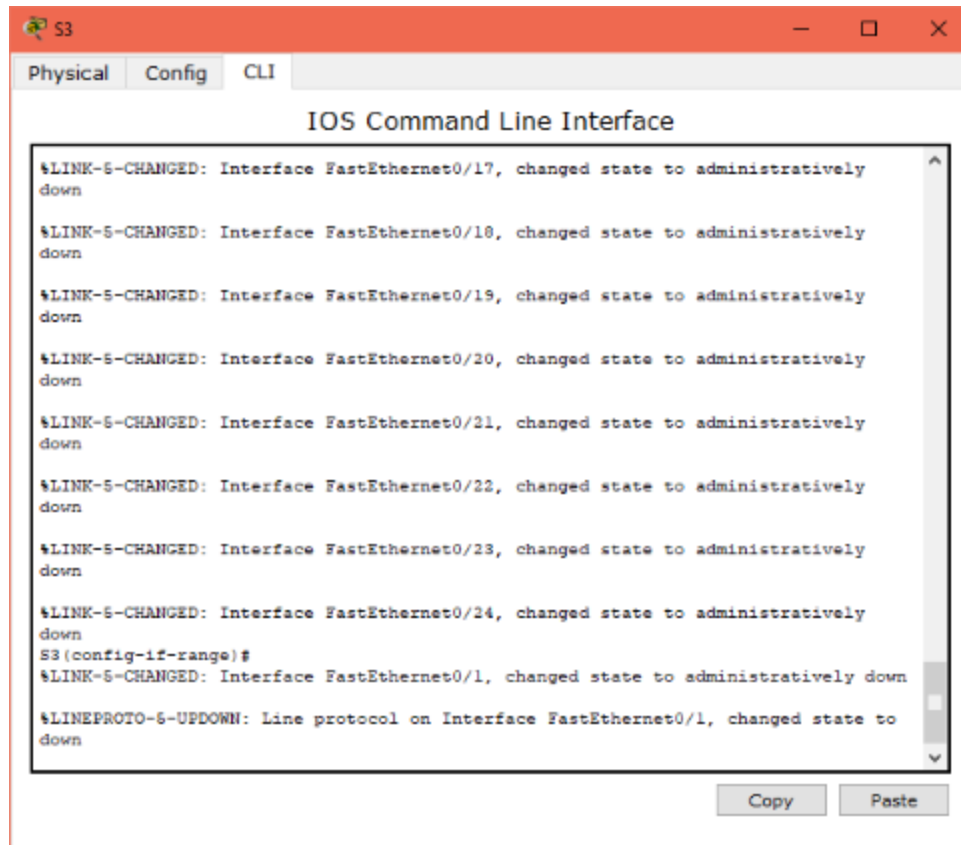 S3
Physical Config CLI
IOS Command Line Interface
%LINK-5-CHANGED: Interface FastEthernet0/17, changed state to administratively
down
%LINK-5-CHANGED: Interface FastEthernet0/18, changed state to administratively
down
%LINK-5-CHANGED: Interface FastEthernet0/19, changed state to administratively
down
%LINK-5-CHANGED: Interface FastEthernet0/20, changed state to administratively
down
%LINK-5-CHANGED: Interface FastEthernet0/21, changed state to administratively
down
%LINK-5-CHANGED: Interface FastEthernet0/22, changed state to administratively
down
%LINK-5-CHANGED: Interface FastEthernet0/23, changed state to administratively
down
%LINK-5-CHANGED: Interface FastEthernet0/24, changed state to administratively
down
S3(config-if-range)#
%LINK-5-CHANGED: Interface FastEthernet0/1, changed state to administratively down
%LINEPROTO-5-UPDOWN: Line protocol on Interface FastEthernet0/1, changed state to
down
Copy Paste